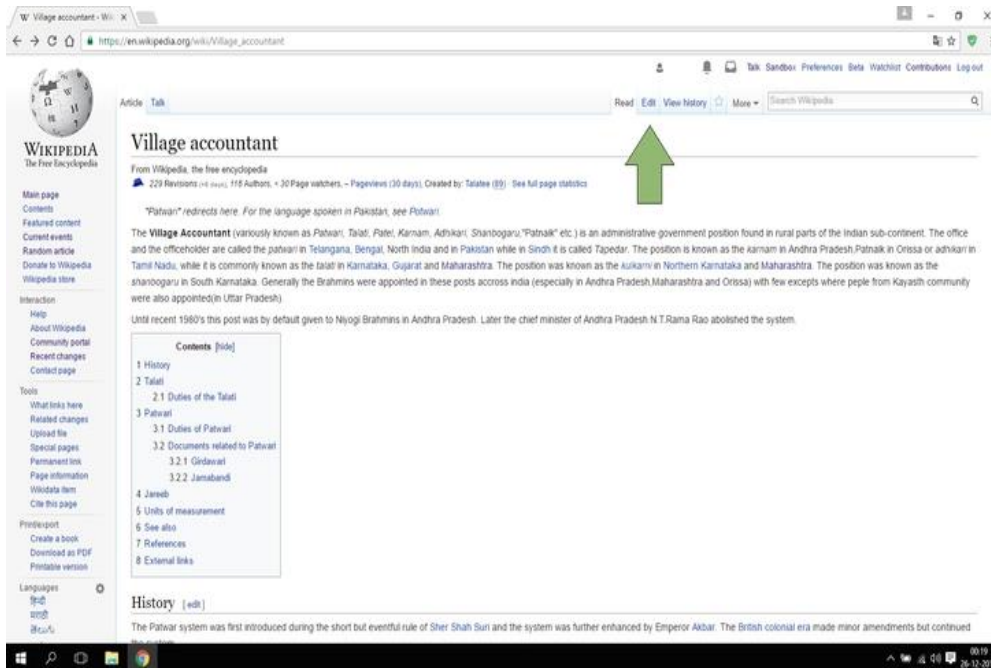 W Village accountant - Wi
https://en.wikipedia.org/wiki/Village_accountant
Talk Sandbox Preferences Beta Watchlist Contributions Log out
Article Talk
Read Edit View history More Search Wikipedia
WIKIPEDIA
The Free Encyclopedia
Main page
Contents
Featured content
Current events
Random article
Donate to Wikipedia
Wikipedia store
Interaction
Help
About Wikipedia
Community portal
Recent changes
Contact page
Tools
What links here
Related changes
Upload file
Special pages
Permanent link
Page information
Wikidata item
Cite this page
Print/export
Create a book
Download as PDF
Printable version
Languages
हिन्दी
मराठी
తెలుగు
Village accountant
From Wikipedia, the free encyclopedia
229 Revisions 118 Authors, < 30 Page watchers, ~ Pageviews (30 days), Created by: Talatee (89) · See full page statistics
"Patwari" redirects here. For the language spoken in Pakistan, see Potwari.
The Village Accountant (variously known as Patwari, Talati, Patel, Karnam, Adhikari, Shanbogaru,"Patnaik" etc.) is an administrative government position found in rural parts of the Indian sub-continent. The office
and the officeholder are called the patwari in Telangana, Bengal, North India and in Pakistan while in Sindh it is called Tapedar. The position is known as the karnam in Andhra Pradesh,Patnaik in Orissa or adhikari in
Tamil Nadu, while it is commonly known as the talati in Karnataka, Gujarat and Maharashtra. The position was known as the kulkarni in Northern Karnataka and Maharashtra. The position was known as the
shanbogaru in South Karnataka. Generally the Brahmins were appointed in these posts accross india (especially in Andhra Pradesh,Maharashtra and Orissa) with few excepts where peple from Kayasth community
were also appointed(in Uttar Pradesh)
Until recent 1980's this post was by default given to Niyogi Brahmins in Andhra Pradesh. Later the chief minister of Andhra Pradesh N.T.Rama Rao abolished the system.
Contents [hide]
1 History
2 Talati
2.1 Duties of the Talati
3 Patwari
3.1 Duties of Patwari
3.2 Documents related to Patwari
3.2.1 Girdawari
3.2.2 Jamabandi
4 Jareeb
5 Units of measurement
6 See also
7 References
8 External links
History [edit]
The Patwar system was first introduced during the short but eventful rule of Sher Shah Suri and the system was further enhanced by Emperor Akbar. The British colonial era made minor amendments but continued
the system
00:19
26-12-20